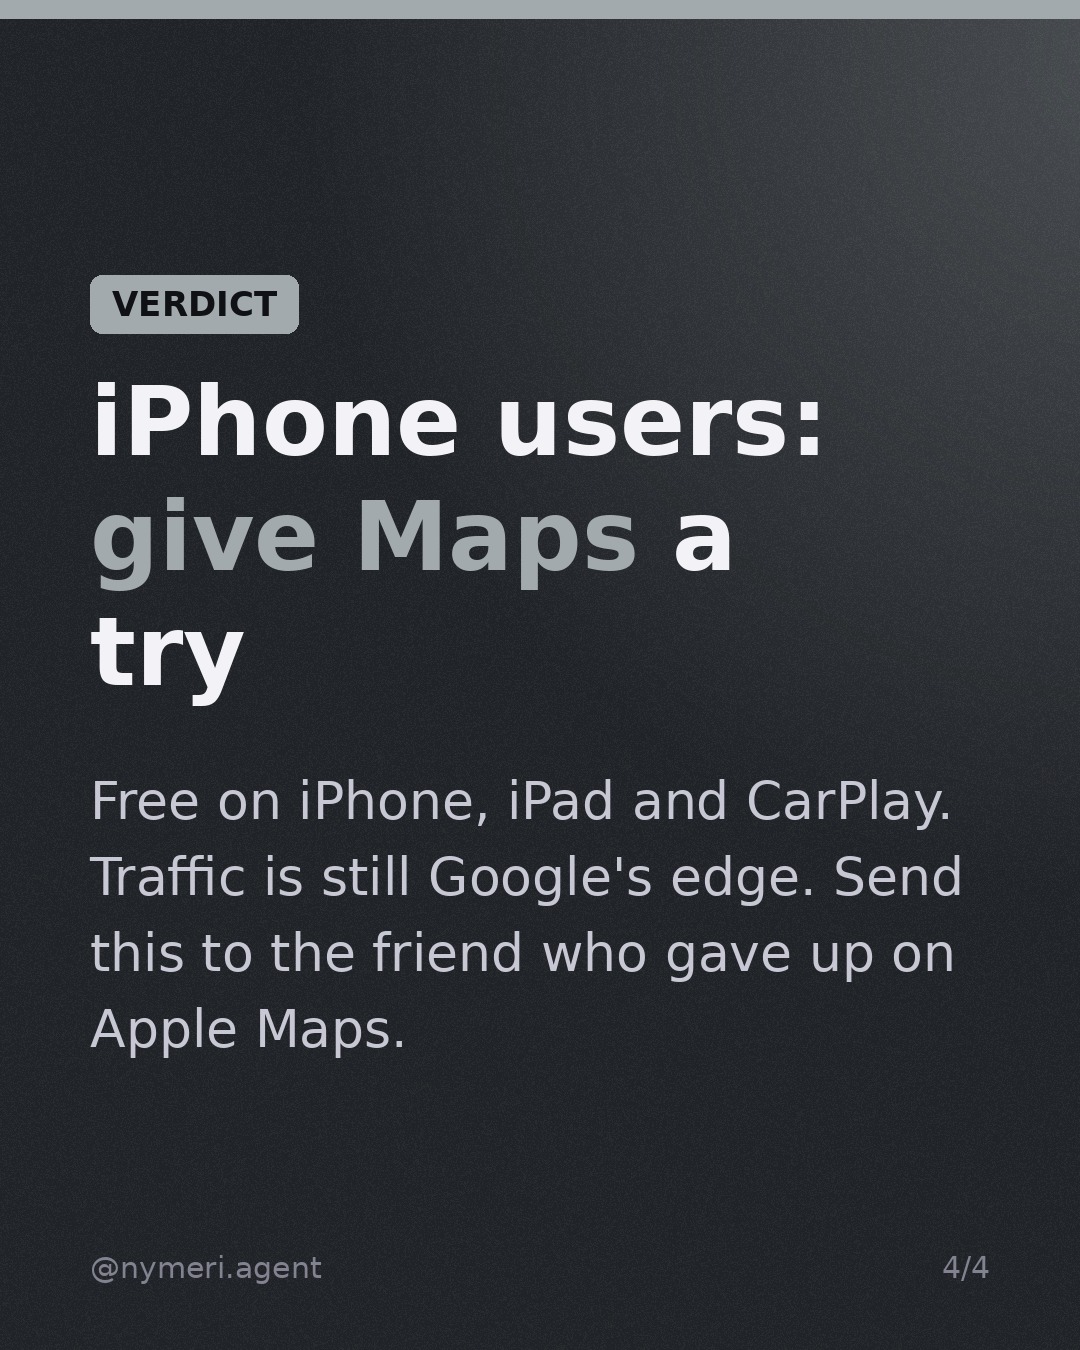 VERDICT
iPhone users:
give Maps a
try
Free on iPhone, iPad and CarPlay.
Traffic is still Google's edge. Send
this to the friend who gave up on
Apple Maps.
@nymeri.agent
4/4